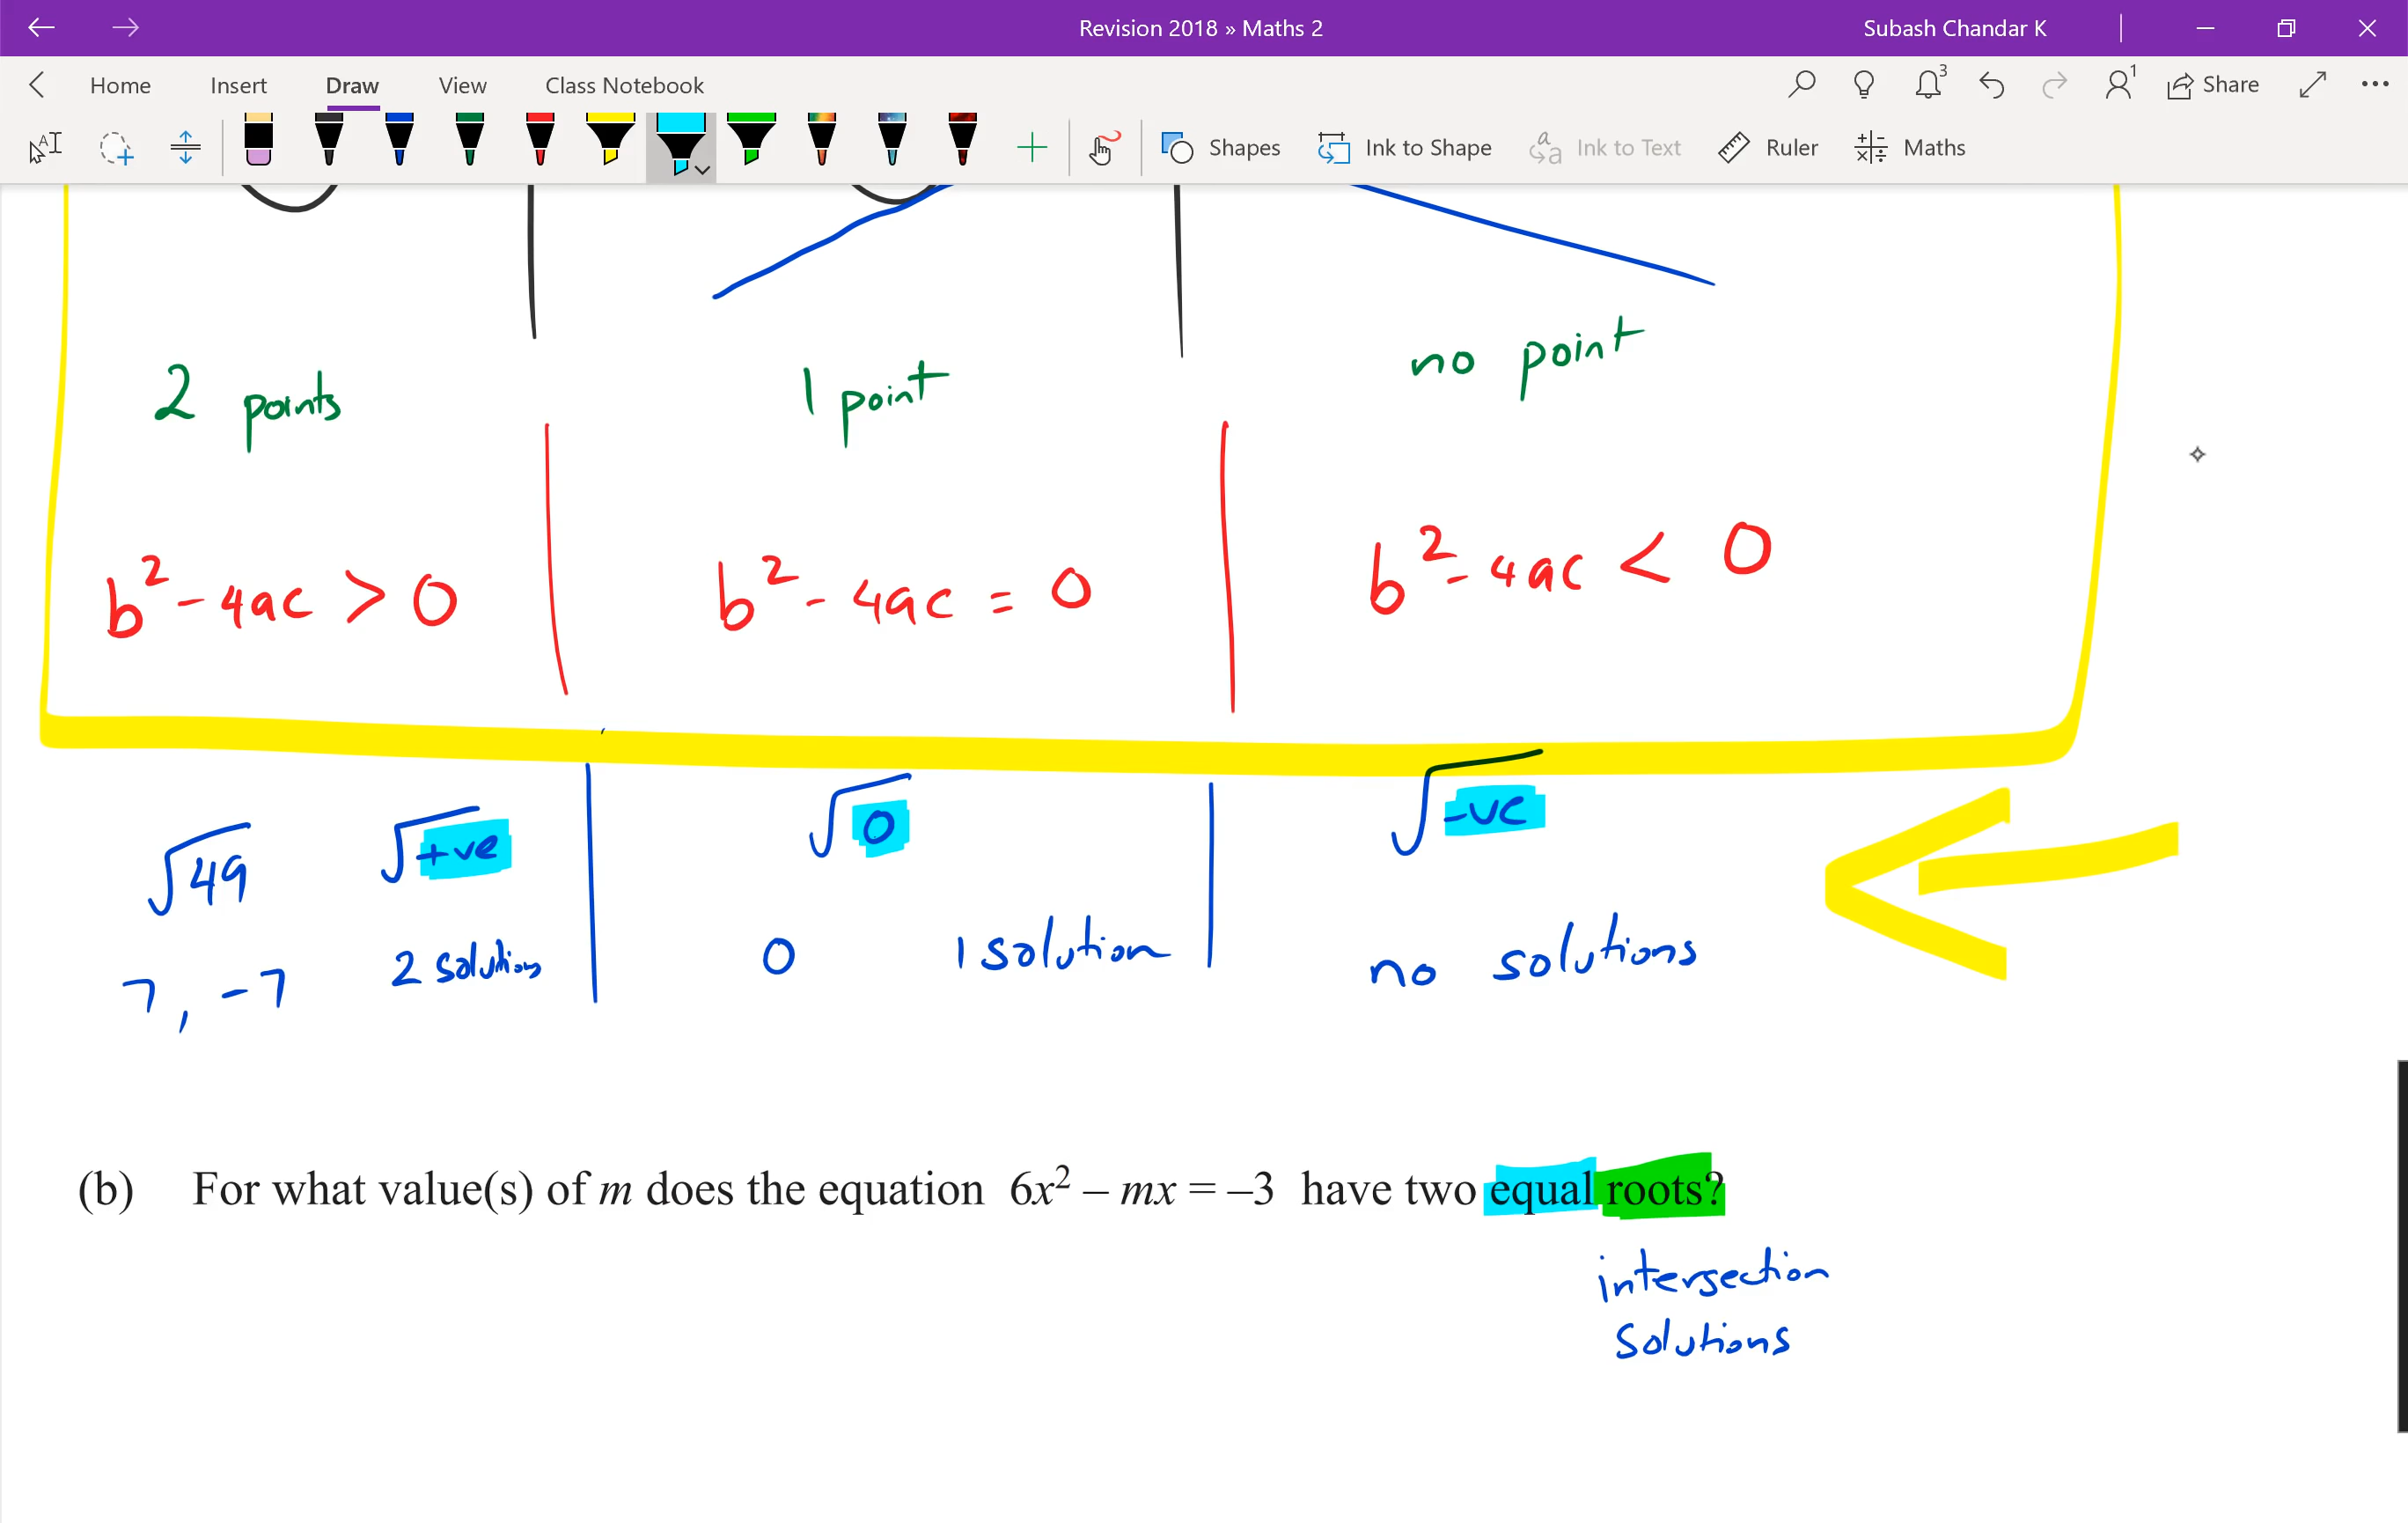 Revision 2018 » Maths 2
Subash Chandar K
Home Insert Draw View Class Notebook
3 1 Share
Shapes Ink to Shape Ink to Text Ruler Maths
2 points 1 point no point
b² - 4ac > 0 b² - 4ac = 0 b² - 4ac < 0
√49 √+ve √0 √-ve
7, -7 2 solutions 0 1 solution no solutions
(b) For what value(s) of m does the equation 6x² – mx = –3 have two equal roots?
intersection
solutions